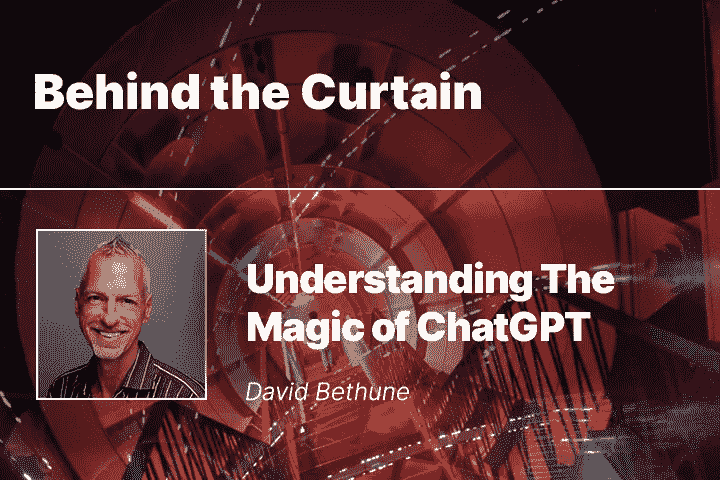 Behind the Curtain
Understanding The
Magic of ChatGPT
David Bethune